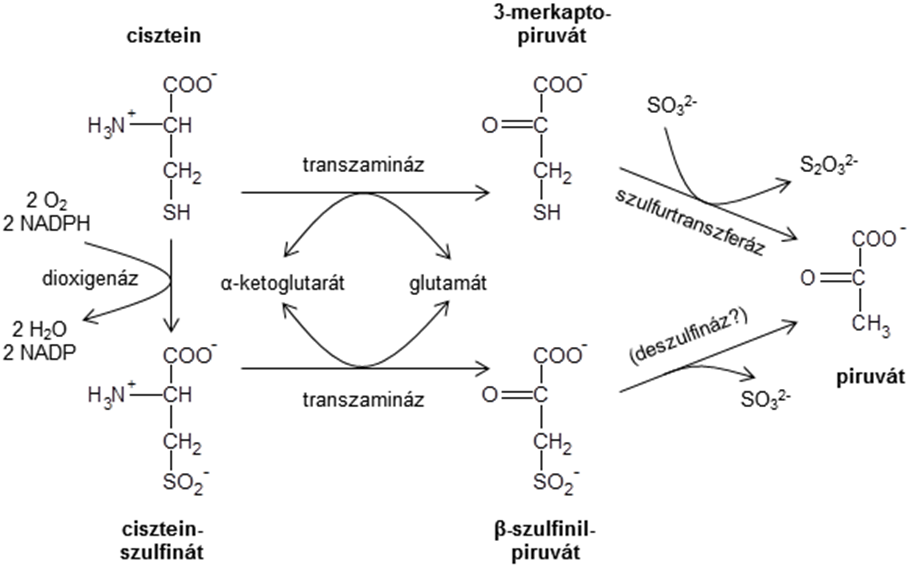 cisztein
COO⁻
H₃N⁺—CH
CH₂
SH
2 O₂
2 NADPH
dioxigenáz
2 H₂O
2 NADP
transzamináz
α-ketoglutarát
glutamát
3-merkapto-
piruvát
COO⁻
O=C
CH₂
SH
SO₃²⁻
S₂O₃²⁻
szulfurtranszferáz
COO⁻
O=C
CH₃
piruvát
COO⁻
H₃N⁺—CH
CH₂
SO₂⁻
cisztein-
szulfinát
transzamináz
COO⁻
O=C
CH₂
SO₂⁻
β-szulfinil-
piruvát
(deszulfináz?)
SO₃²⁻